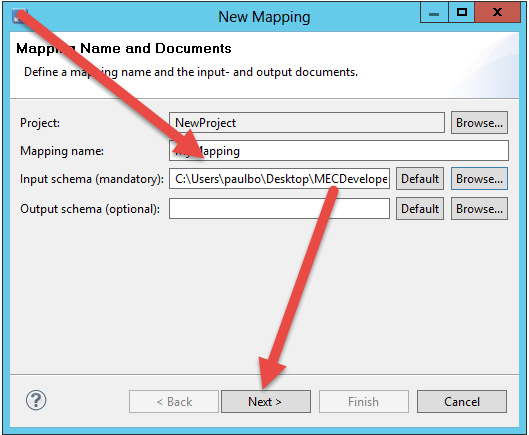 New Mapping
Mapping Name and Documents
Define a mapping name and the input- and output documents.
Project: NewProject Browse...
Mapping name: Mapping
Input schema (mandatory): C:\Users\paulbo\Desktop\MECDevelope Default Browse...
Output schema (optional): Default Browse...
? < Back Next > Finish Cancel